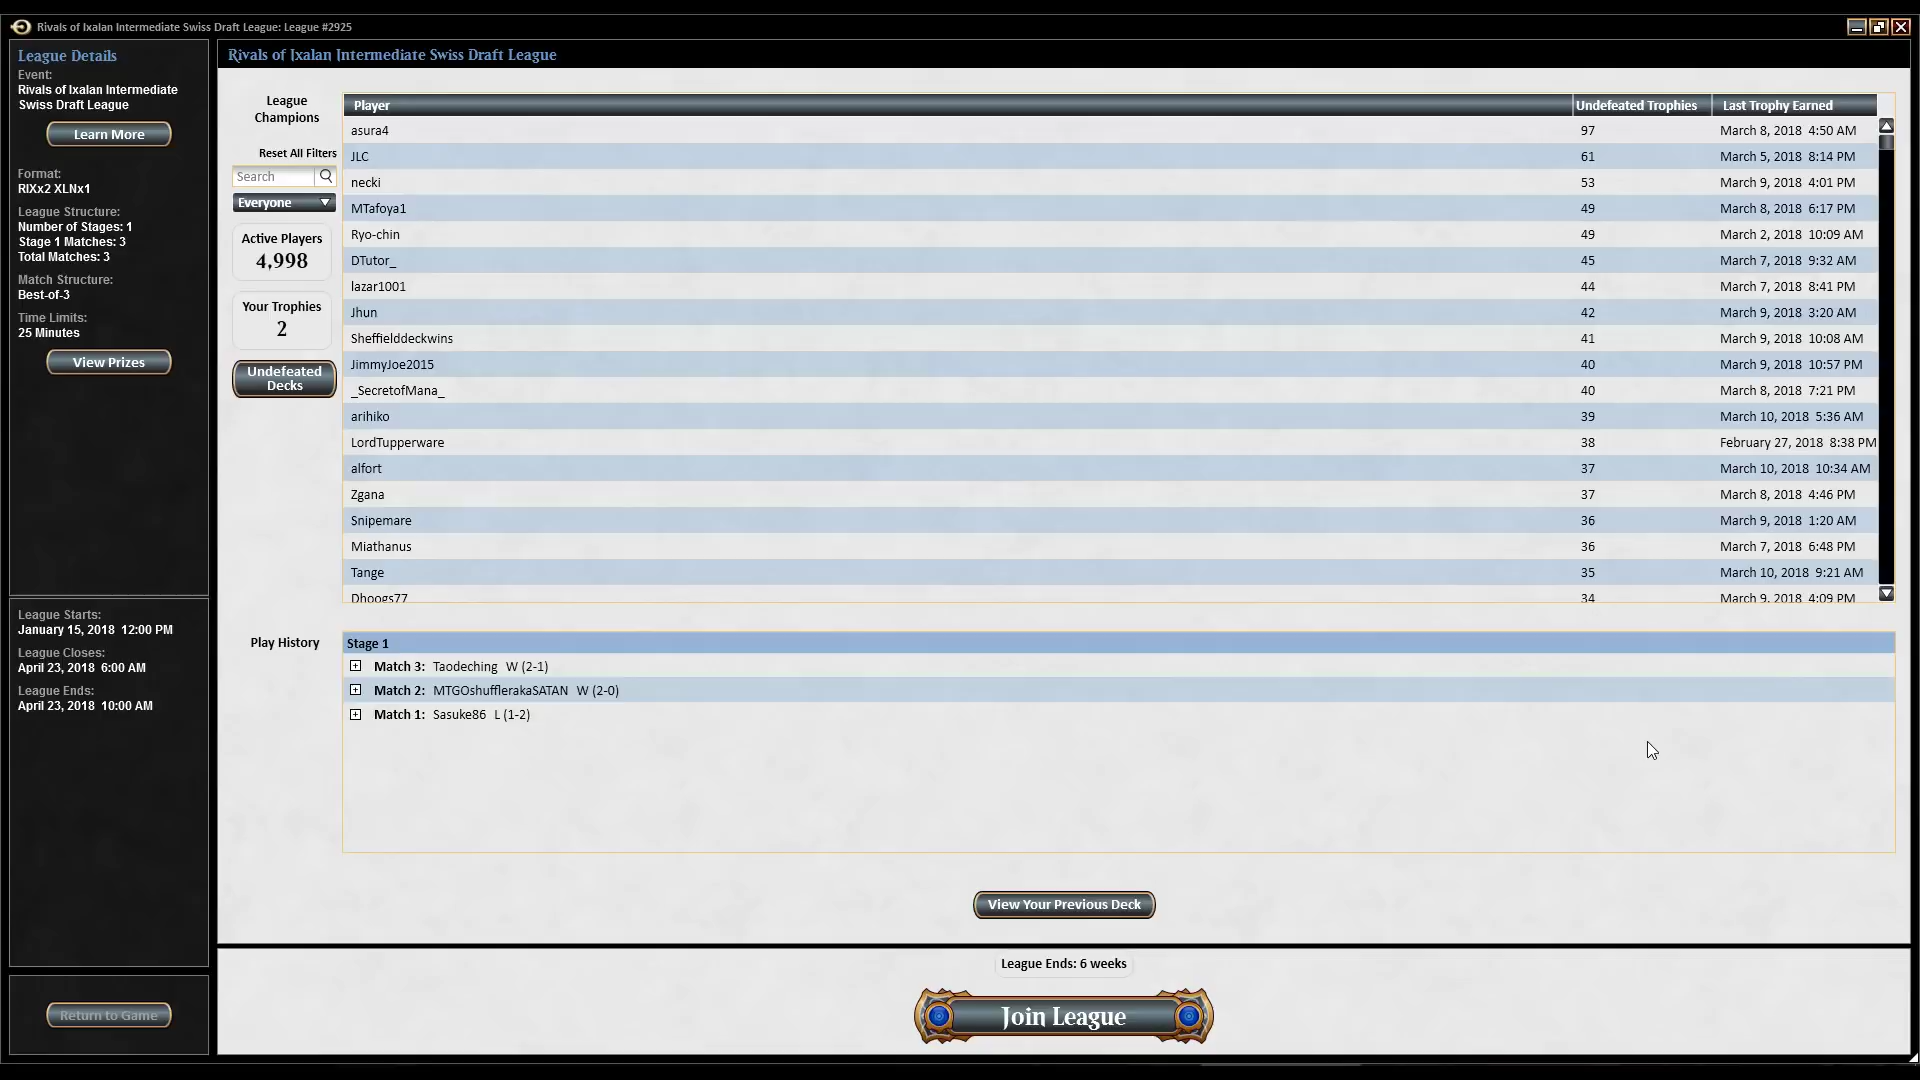 Rivals of Ixalan Intermediate Swiss Draft League: League #2925
League Details
Event:
Rivals of Ixalan Intermediate
Swiss Draft League
Learn More
Format:
RIXx2 XLNx1
League Structure:
Number of Stages: 1
Stage 1 Matches: 3
Total Matches: 3
Match Structure:
Best-of-3
Time Limits:
25 Minutes
View Prizes
League Starts:
January 15, 2018 12:00 PM
League Closes:
April 23, 2018 6:00 AM
League Ends:
April 23, 2018 10:00 AM
Return to Game
Rivals of Ixalan Intermediate Swiss Draft League
League
Champions
Reset All Filters
Search
Everyone
Active Players
4,998
Your Trophies
2
Undefeated
Decks
Player Undefeated Trophies Last Trophy Earned
asura4 97 March 8, 2018 4:50 AM
JLC 61 March 5, 2018 8:14 PM
necki 53 March 9, 2018 4:01 PM
MTafoya1 49 March 8, 2018 6:17 PM
Ryo-chin 49 March 2, 2018 10:09 AM
DTutor_ 45 March 7, 2018 9:32 AM
lazar1001 44 March 7, 2018 8:41 PM
Jhun 42 March 9, 2018 3:20 AM
Sheffielddeckwins 41 March 9, 2018 10:08 AM
JimmyJoe2015 40 March 9, 2018 10:57 PM
_SecretofMana_ 40 March 8, 2018 7:21 PM
arihiko 39 March 10, 2018 5:36 AM
LordTupperware 38 February 27, 2018 8:38 PM
alfort 37 March 10, 2018 10:34 AM
Zgana 37 March 8, 2018 4:46 PM
Snipemare 36 March 9, 2018 1:20 AM
Miathanus 36 March 7, 2018 6:48 PM
Tange 35 March 10, 2018 9:21 AM
Dhoogs77 34 March 9, 2018 4:09 PM
Play History
Stage 1
Match 3: Taodeching W (2-1)
Match 2: MTGOshufflerakaSATAN W (2-0)
Match 1: Sasuke86 L (1-2)
View Your Previous Deck
League Ends: 6 weeks
Join League